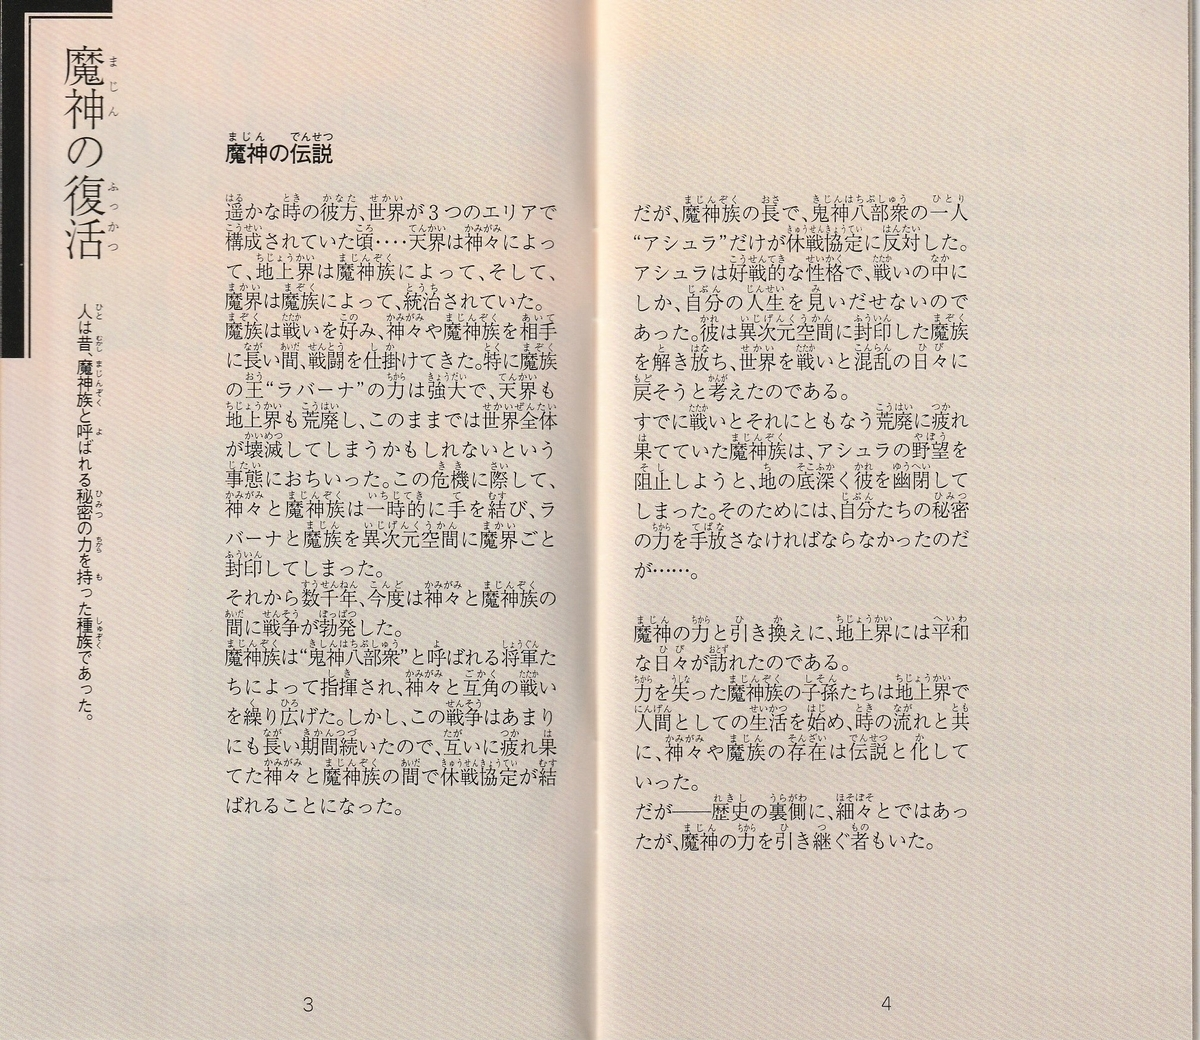 魔神の復活
人は昔、魔神族と呼ばれる秘密の力を持った種族であった。
魔神の伝説
遥かな時の彼方、世界が3つのエリアで
構成されていた頃‥‥天界は神々によっ
て、地上界は魔神族によって、そして、
魔界は魔族によって、統治されていた。
魔族は戦いを好み、神々や魔神族を相手
に長い間、戦闘を仕掛けてきた。特に魔族
の王“ラバーナ”の力は強大で、天界も
地上界も荒廃し、このままでは世界全体
が壊滅してしまうかもしれないという
事態におちいった。この危機に際して、
神々と魔神族は一時的に手を結び、ラ
バーナと魔族を異次元空間に魔界ごと
封印してしまった。
それから数千年、今度は神々と魔神族の
間に戦争が勃発した。
魔神族は“鬼神八部衆”と呼ばれる将軍た
ちによって指揮され、神々と互角の戦い
を繰り広げた。しかし、この戦争はあまり
にも長い期間続いたので、互いに疲れ果
てた神々と魔神族の間で休戦協定が結
ばれることになった。
3
だが、魔神族の長で、鬼神八部衆の一人
“アシュラ”だけが休戦協定に反対した。
アシュラは好戦的な性格で、戦いの中に
しか、自分の人生を見いだせないので
あった。彼は異次元空間に封印した魔族
を解き放ち、世界を戦いと混乱の日々に
戻そうと考えたのである。
すでに戦いとそれにともなう荒廃に疲れ
果てていた魔神族は、アシュラの野望を
阻止しようと、地の底深く彼を幽閉して
しまった。そのためには、自分たちの秘密
の力を手放さなければならなかったのだ
が……。
魔神の力と引き換えに、地上界には平和
な日々が訪れたのである。
力を失った魔神族の子孫たちは地上界で
人間としての生活を始め、時の流れと共
に、神々や魔族の存在は伝説と化して
いった。
だが――歴史の裏側に、細々とではあっ
たが、魔神の力を引き継ぐ者もいた。
4